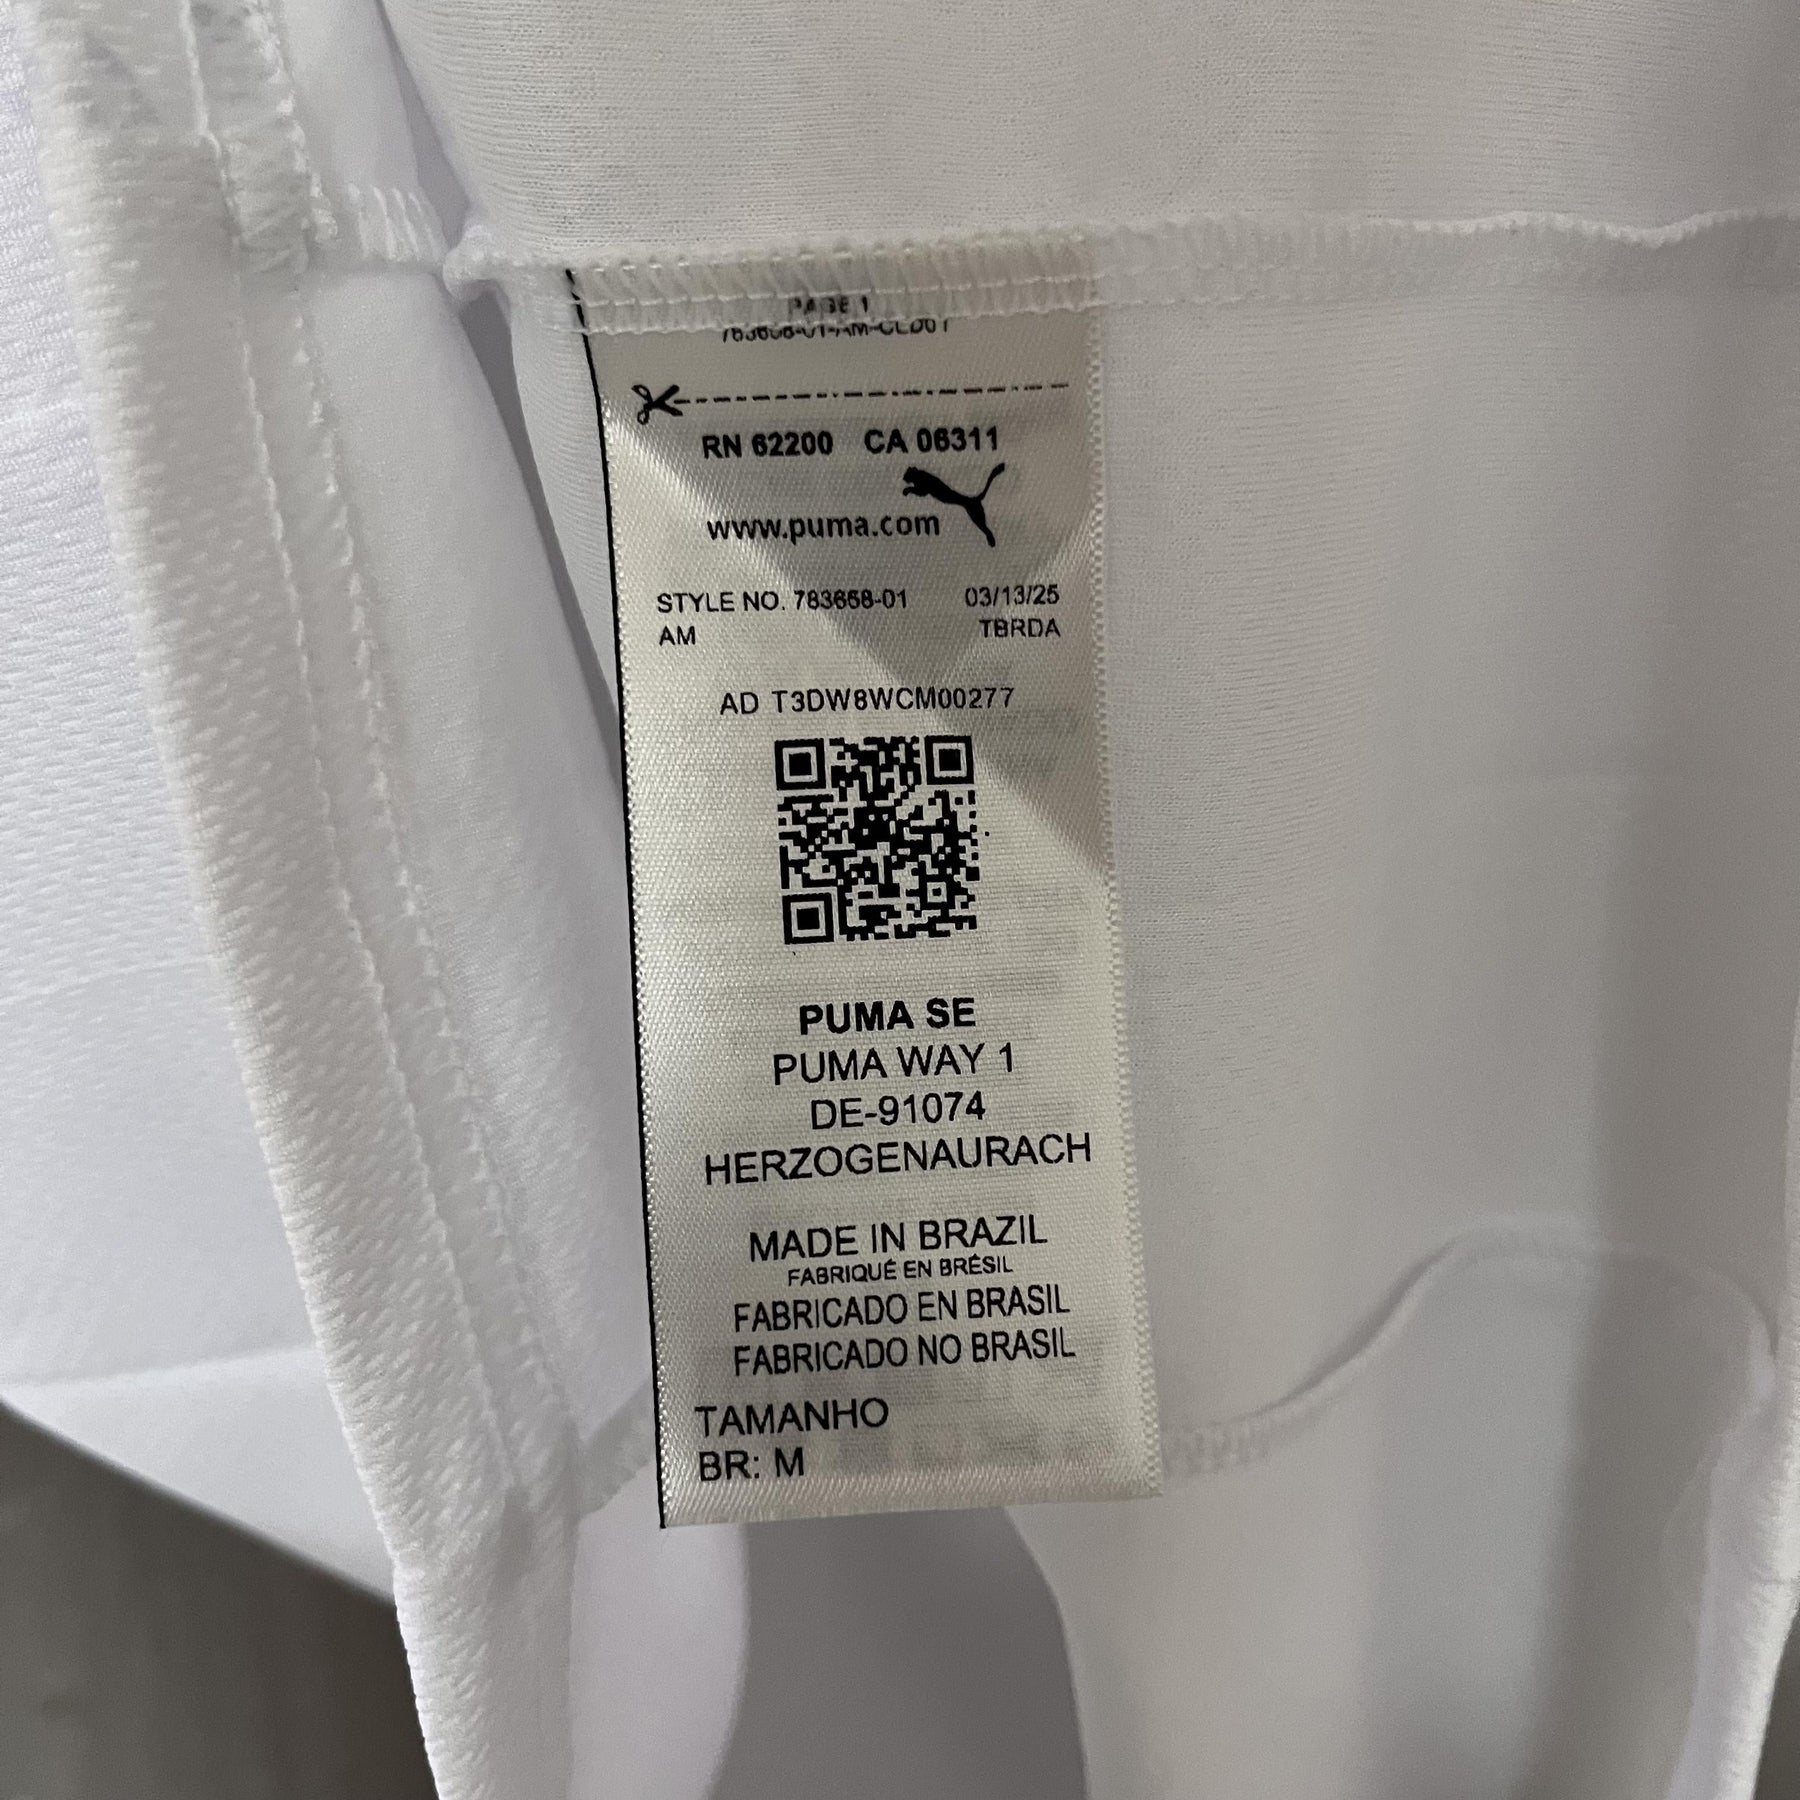 PAGE 1
RN 62200 CA 06311
www.puma.com
STYLE NO. 783658-01 03/13/25
AM TBRDA
AD T3DW8WCM00277
PUMA SE
PUMA WAY 1
DE-91074
HERZOGENAURACH
MADE IN BRAZIL
FABRIQUÉ EN BRÉSIL
FABRICADO EN BRASIL
FABRICADO NO BRASIL
TAMANHO
BR: M